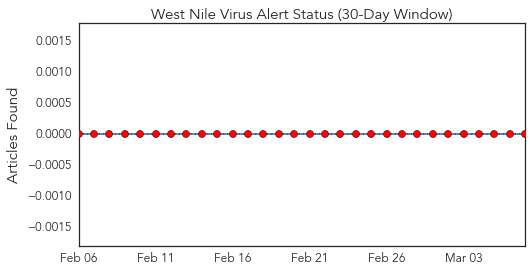 West Nile Virus Alert Status (30-Day Window)
Articles Found
0.0015
0.0010
0.0005
0.0000
−0.0005
−0.0010
−0.0015
Feb 06 Feb 11 Feb 16 Feb 21 Feb 26 Mar 03